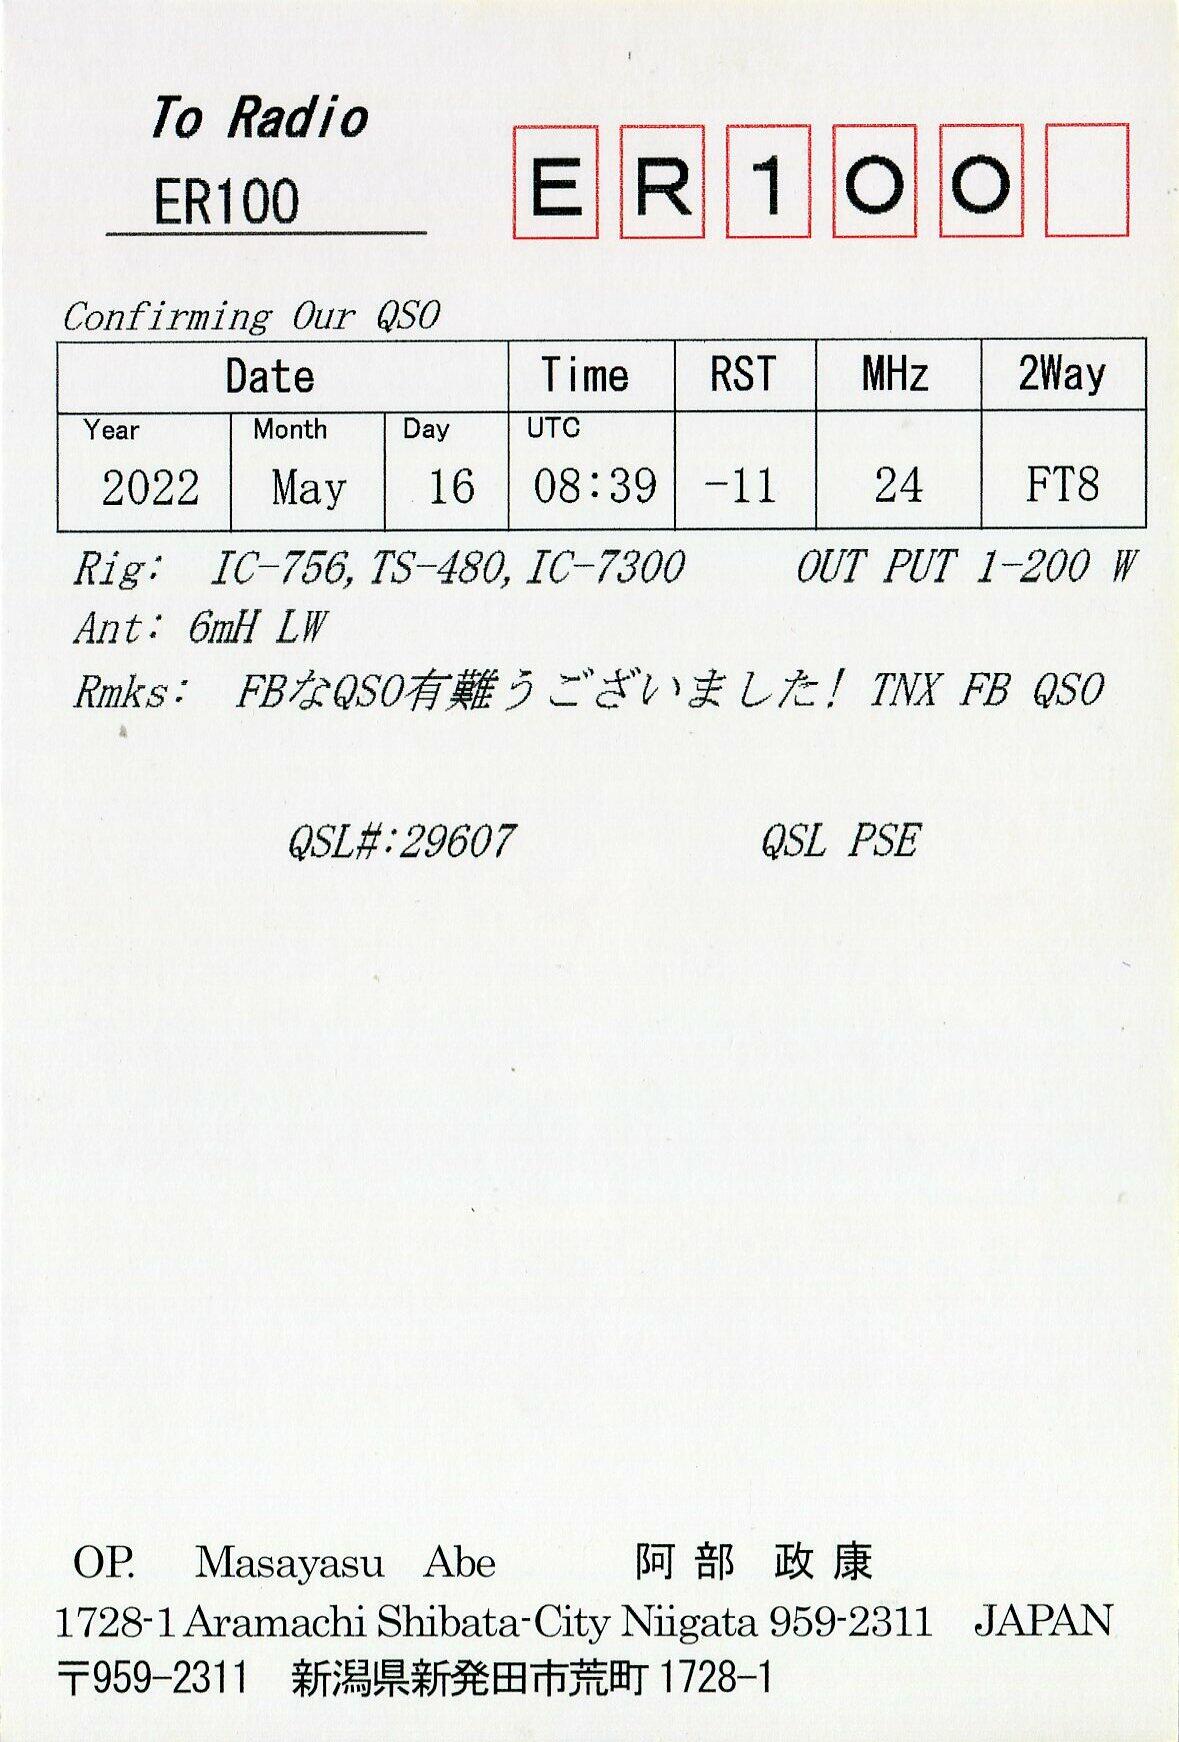 To Radio
ER100
ER100
Confirming Our QSO
Date Time RST MHz 2Way
Year Month Day UTC
2022 May 16 08:39 -11 24 FT8
Rig: IC-756, TS-480, IC-7300 OUT PUT 1-200 W
Ant: 6mH LW
Rmks: FBなQSO有難うございました! TNX FB QSO
QSL#:29607 QSL PSE
OP. Masayasu Abe 阿部 政康
1728-1 Aramachi Shibata-City Niigata 959-2311 JAPAN
〒959-2311 新潟県新発田市荒町1728-1